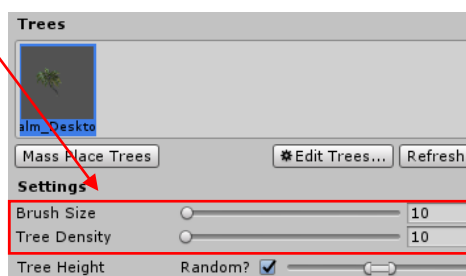 Trees
alm_Deskto
Mass Place Trees Edit Trees... Refresh
Settings
Brush Size 10
Tree Density 10
Tree Height Random?